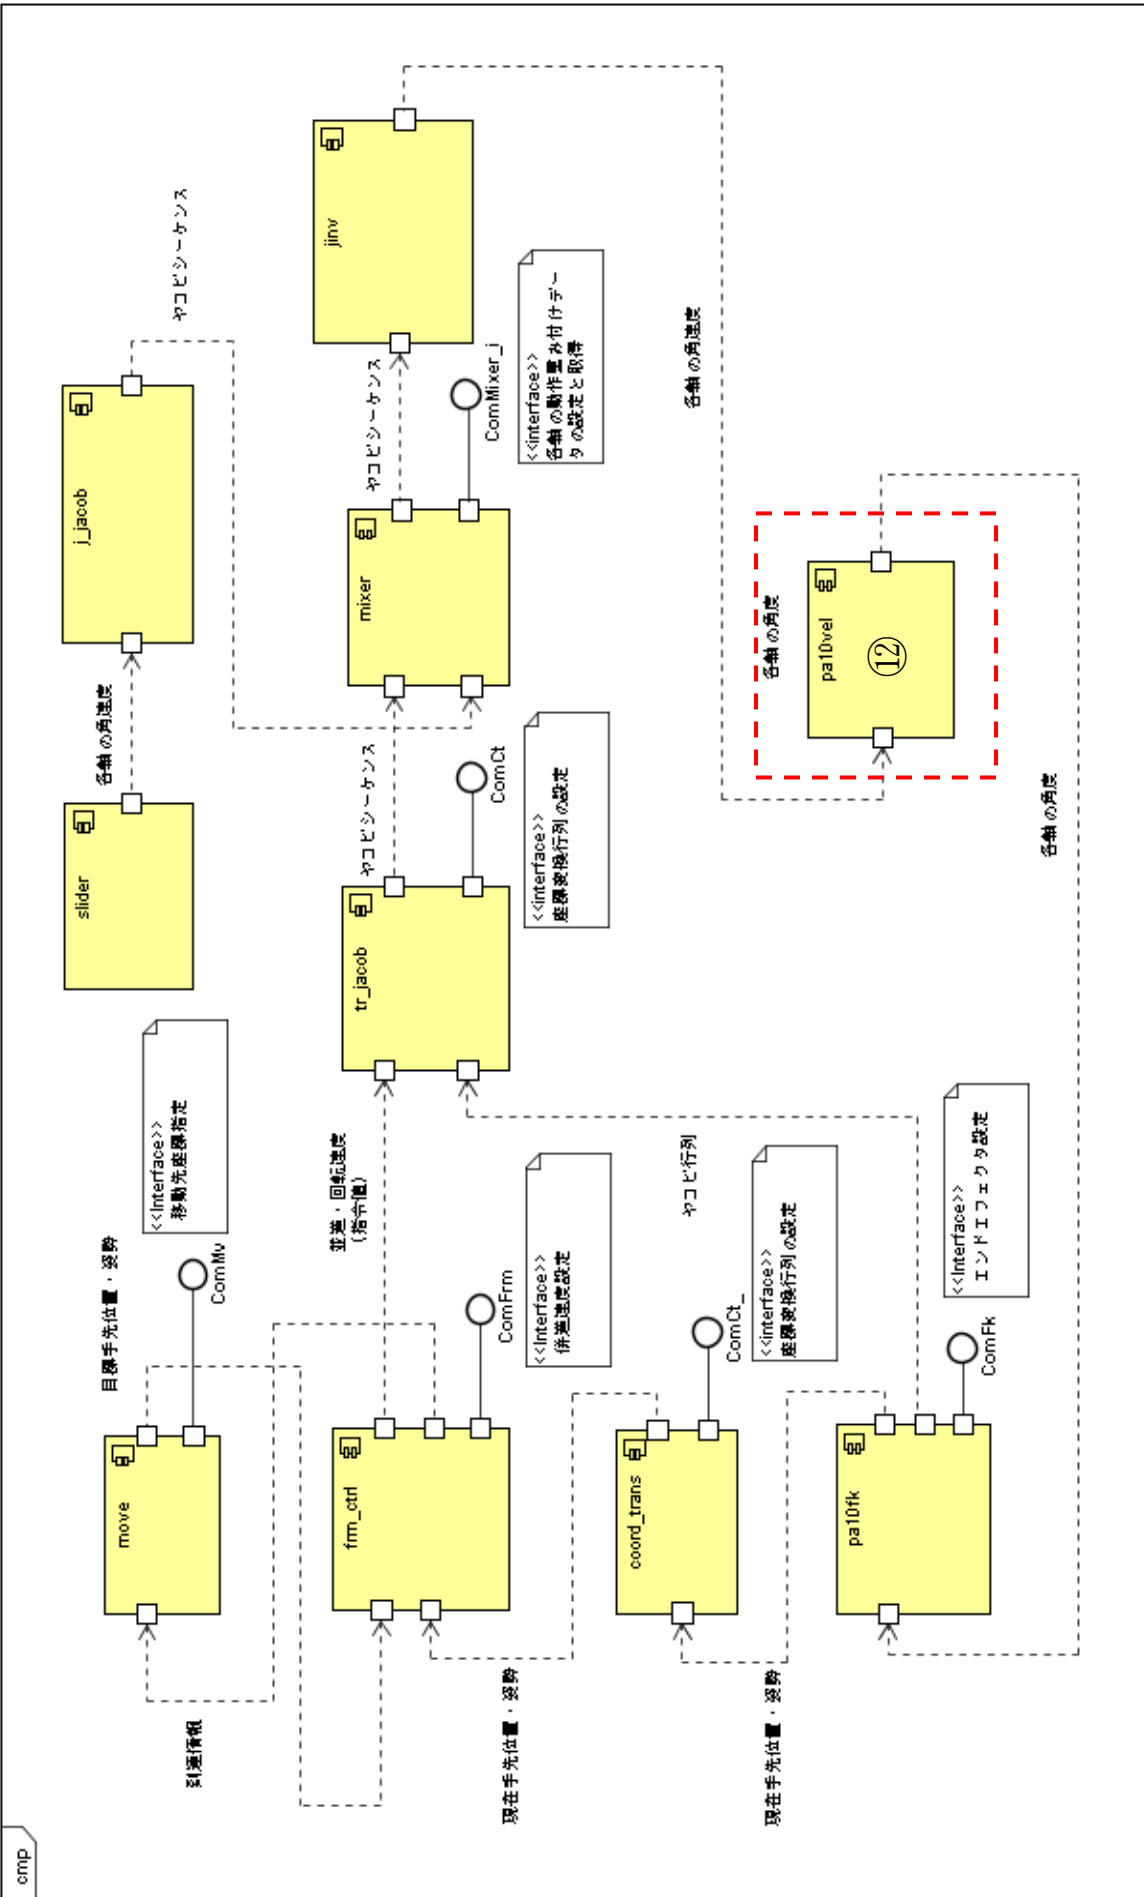 cmp
move
到達情報
目標手先位置・姿勢
ComMv
<<Interface>>
移動先座標指定
slider
各軸の角速度
j_jacob
ヤコビシーケンス
frm_ctrl
現在手先位置・姿勢
並進・回転速度
(指令値)
ComFrm
<<Interface>>
併進速度設定
tr_jacob
ヤコビシーケンス
ComCt
<<interface>>
座標変換行列の設定
mixer
ヤコビシーケンス
ComMixer_i
<<interface>>
各軸の動作重み付けデー
タの設定と取得
jinv
各軸の角速度
coord_trans
現在手先位置・姿勢
ComCt_
<<interface>>
座標変換行列の設定
ヤコビ行列
pa10fk
ComFk
<<Interface>>
エンドエフェクタ設定
各軸の角度
pa10vel
⑫
各軸の角度